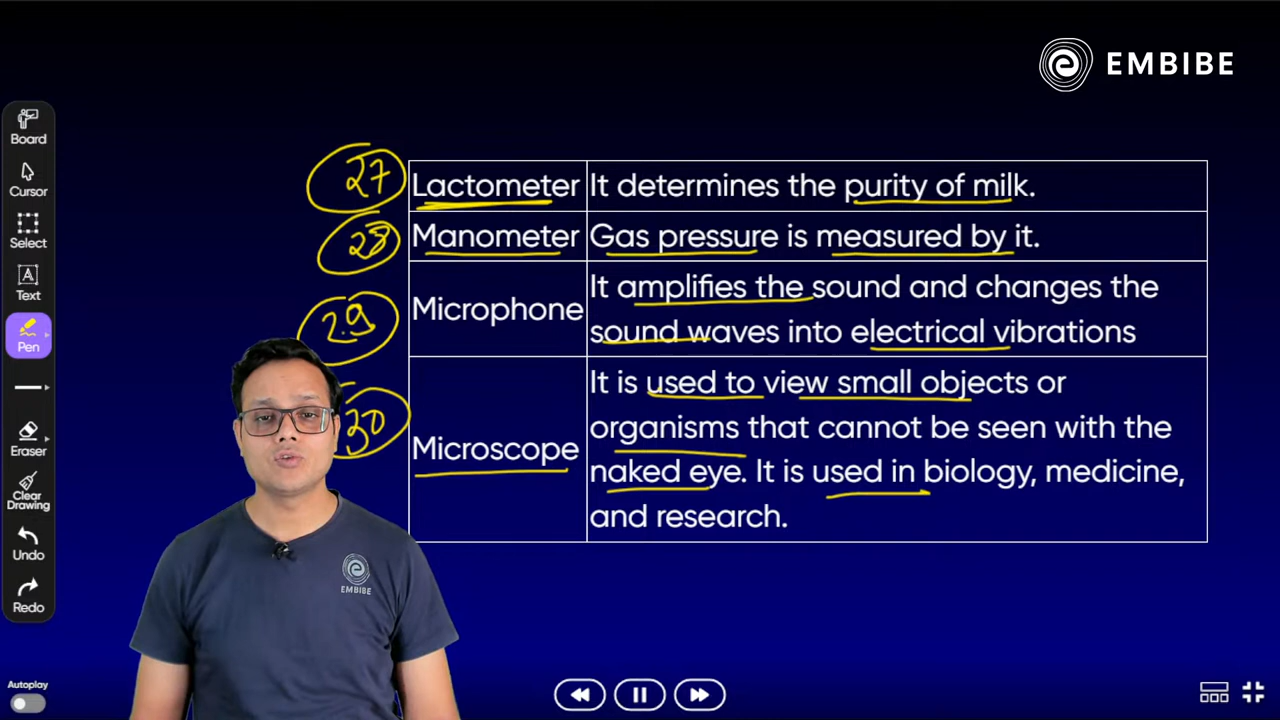 EMBIBE
Board
Cursor
Select
Text
Pen
Eraser
Clear
Drawing
Undo
Redo
27
Lactometer
It determines the purity of milk.
28
Manometer
Gas pressure is measured by it.
29
Microphone
It amplifies the sound and changes the
sound waves into electrical vibrations
30
Microscope
It is used to view small objects or
organisms that cannot be seen with the
naked eye. It is used in biology, medicine,
and research.
EMBIBE
Autoplay